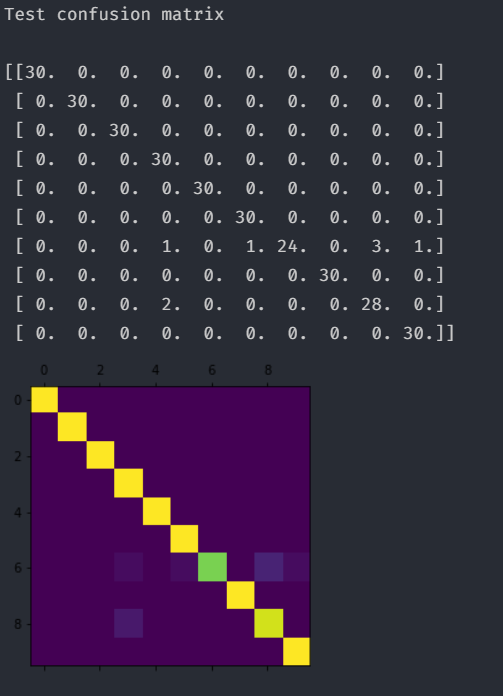 Test confusion matrix
[[30. 0. 0. 0. 0. 0. 0. 0. 0. 0.]
[ 0. 30. 0. 0. 0. 0. 0. 0. 0. 0.]
[ 0. 0. 30. 0. 0. 0. 0. 0. 0. 0.]
[ 0. 0. 0. 30. 0. 0. 0. 0. 0. 0.]
[ 0. 0. 0. 0. 30. 0. 0. 0. 0. 0.]
[ 0. 0. 0. 0. 0. 30. 0. 0. 0. 0.]
[ 0. 0. 0. 1. 0. 1. 24. 0. 3. 1.]
[ 0. 0. 0. 0. 0. 0. 0. 30. 0. 0.]
[ 0. 0. 0. 2. 0. 0. 0. 0. 28. 0.]
[ 0. 0. 0. 0. 0. 0. 0. 0. 0. 30.]]
0 2 4 6 8
0
2
4
6
8